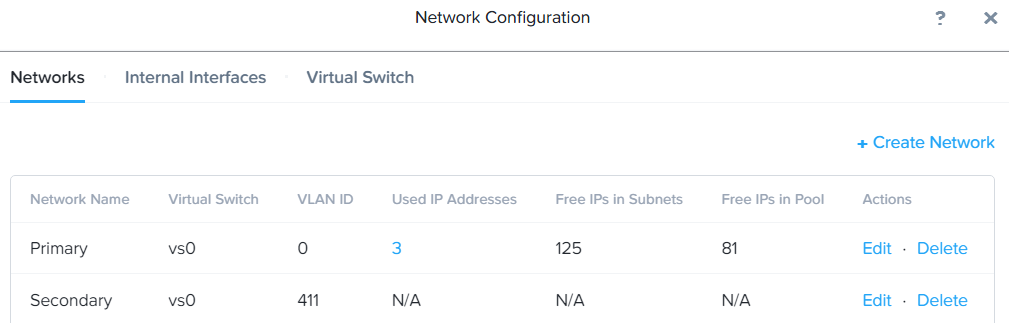 Network Configuration ? ×
Networks · Internal Interfaces · Virtual Switch
+ Create Network
Network Name Virtual Switch VLAN ID Used IP Addresses Free IPs in Subnets Free IPs in Pool Actions
Primary vs0 0 3 125 81 Edit · Delete
Secondary vs0 411 N/A N/A N/A Edit · Delete